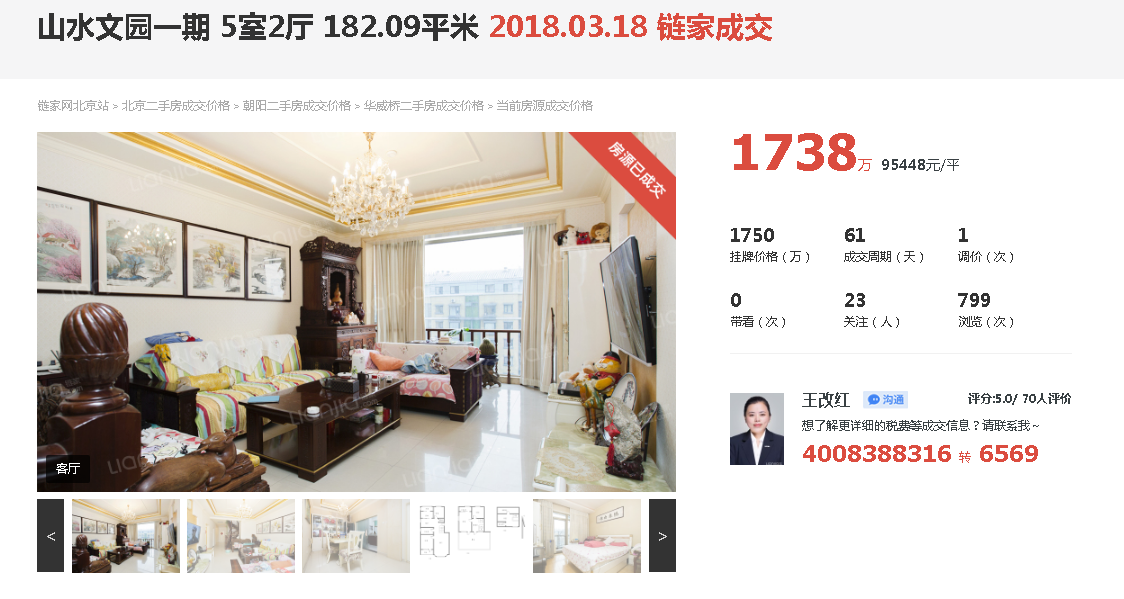 山水文园一期 5室2厅 182.09平米 2018.03.18 链家成交
链家网北京站 > 北京二手房成交价格 > 朝阳二手房成交价格 > 华威桥二手房成交价格 > 当前房源成交价格
房源已成交
1738万 95448元/平
1750 61 1
挂牌价格（万） 成交周期（天） 调价（次）
0 23 799
带看（次） 关注（人） 浏览（次）
王改红 沟通 评分:5.0/ 70人评价
想了解更详细的税费等成交信息？请联系我~
4008388316 转 6569
客厅
< >